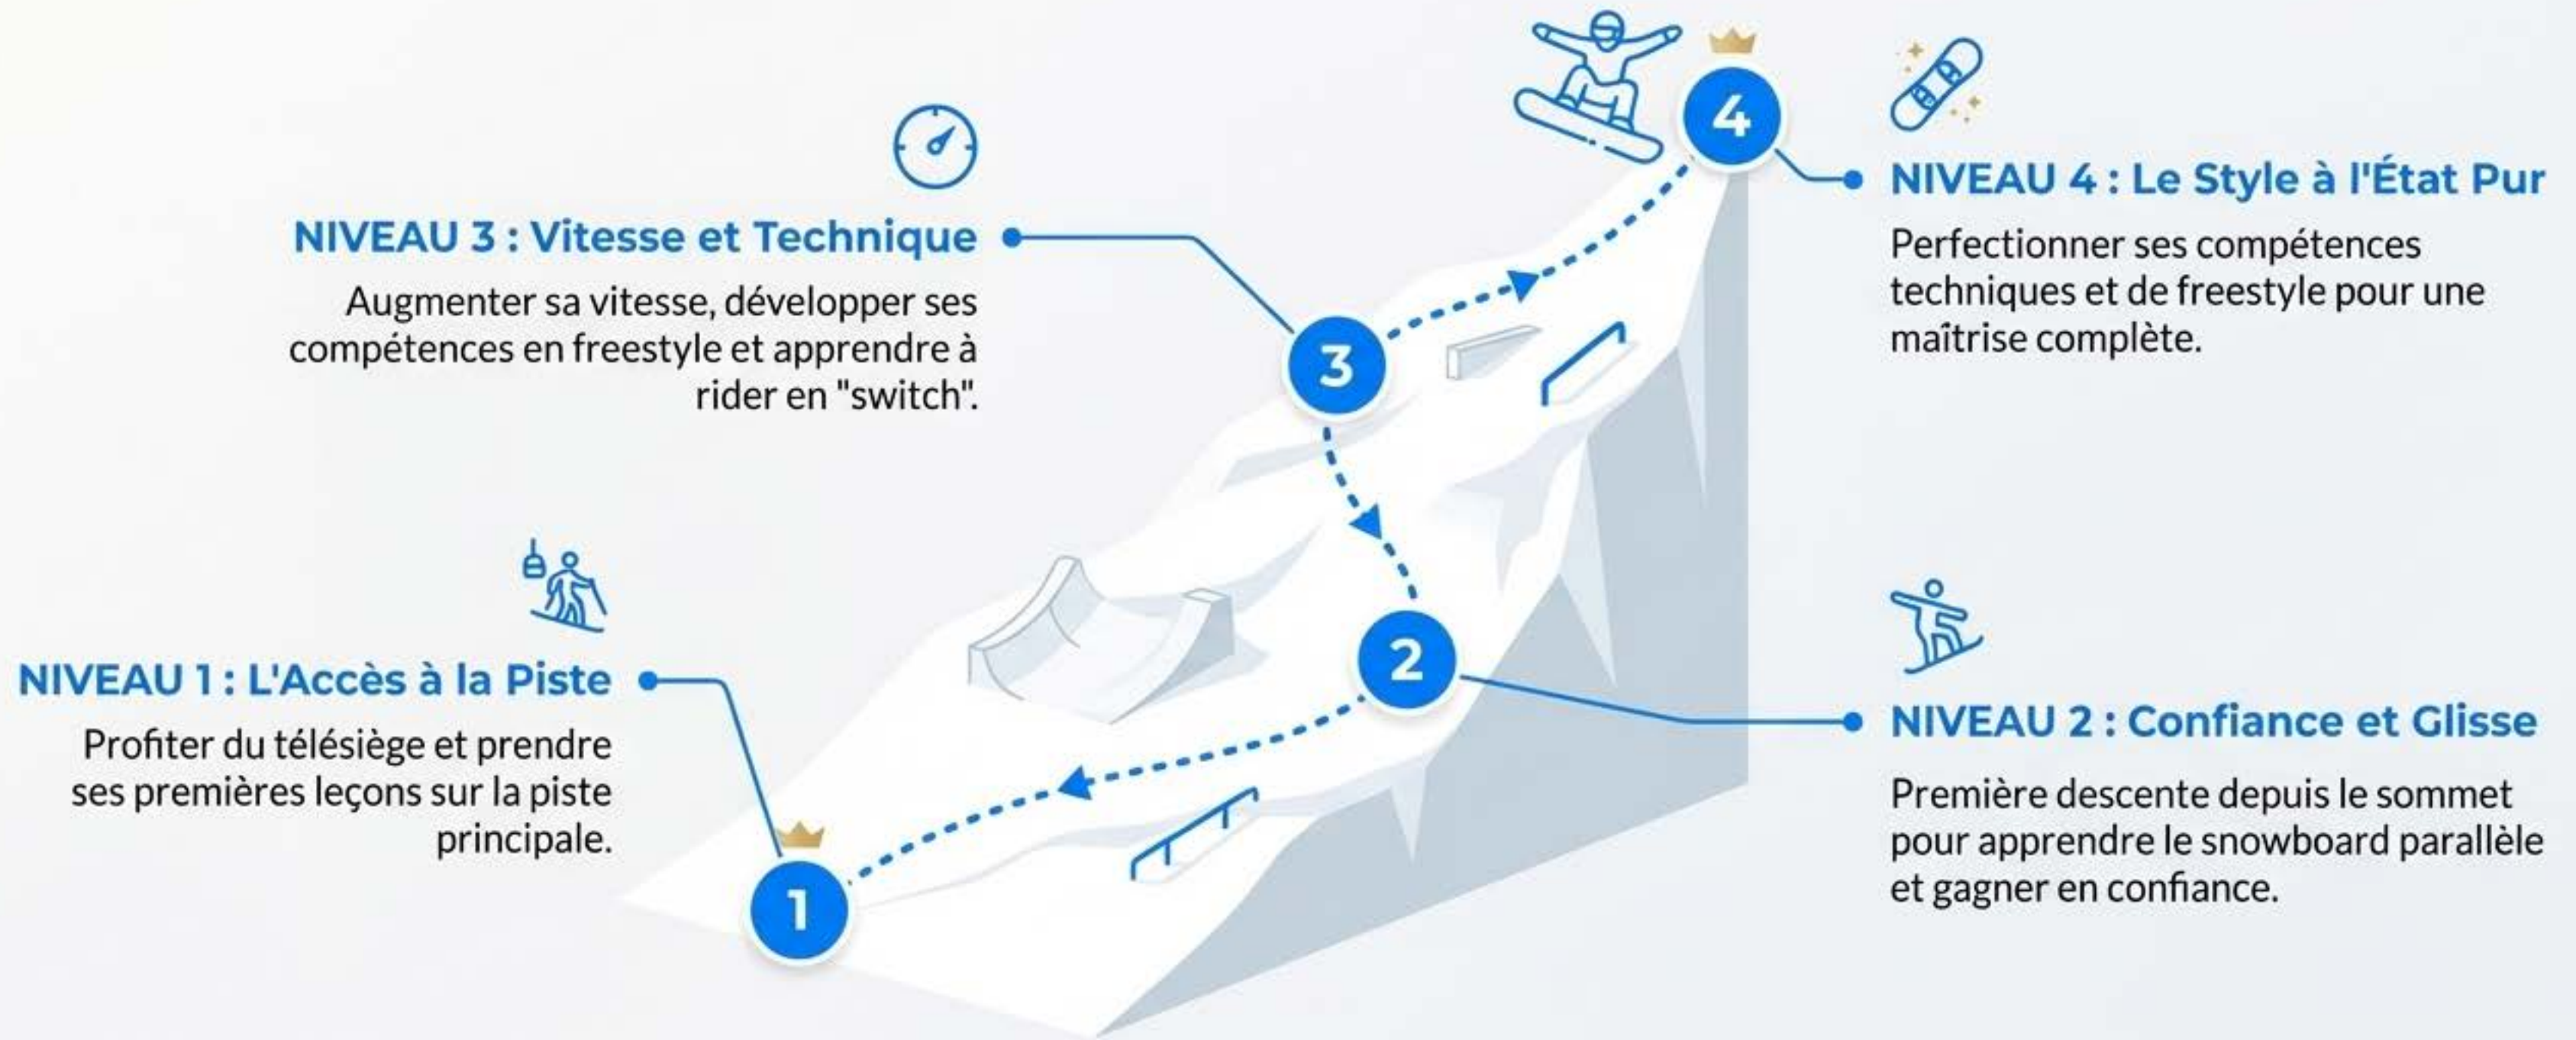 4
NIVEAU 4 : Le Style à l'État Pur
Perfectionner ses compétences
techniques et de freestyle pour une
maîtrise complète.
NIVEAU 3 : Vitesse et Technique
Augmenter sa vitesse, développer ses
compétences en freestyle et apprendre à
rider en "switch".
3
2
NIVEAU 1 : L'Accès à la Piste
Profiter du télésiège et prendre
ses premières leçons sur la piste
principale.
1
NIVEAU 2 : Confiance et Glisse
Première descente depuis le sommet
pour apprendre le snowboard parallèle
et gagner en confiance.